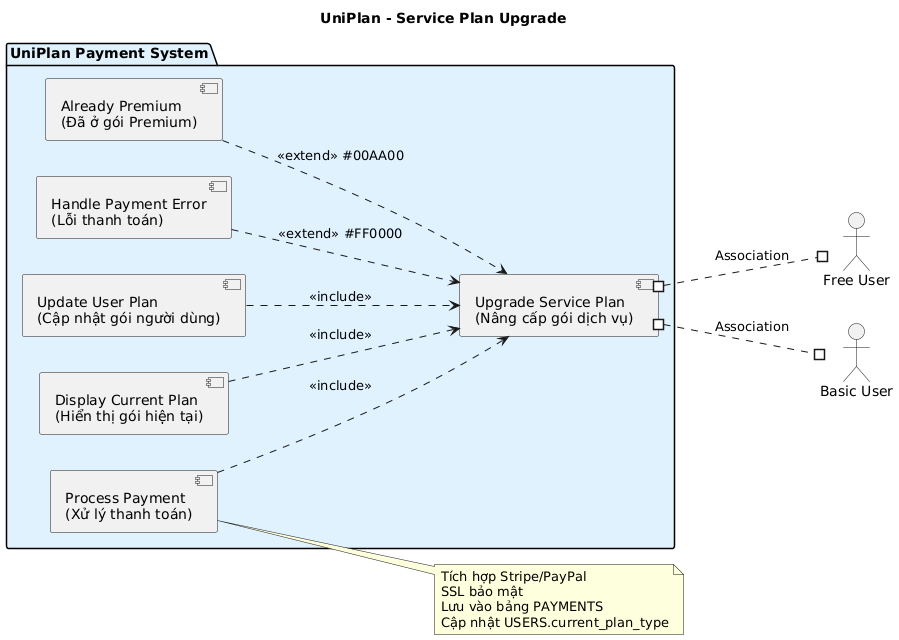 UniPlan - Service Plan Upgrade
UniPlan Payment System
Already Premium
(Đã ở gói Premium)
«extend» #00AA00
Handle Payment Error
(Lỗi thanh toán)
«extend» #FF0000
Update User Plan
(Cập nhật gói người dùng)
«include»
Display Current Plan
(Hiển thị gói hiện tại)
«include»
Process Payment
(Xử lý thanh toán)
«include»
Upgrade Service Plan
(Nâng cấp gói dịch vụ)
Association
Free User
Association
Basic User
Tích hợp Stripe/PayPal
SSL bảo mật
Lưu vào bảng PAYMENTS
Cập nhật USERS.current_plan_type